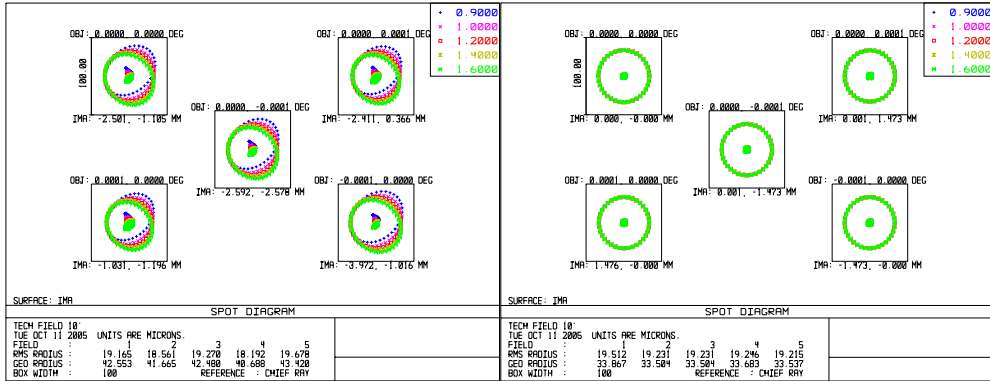 + 0.9000
× 1.0000
□ 1.2000
1.4000
1.6000
OBJ: 0.0000, 0.0000 DEG
100.00
IMA: -2.501, -1.105 MM
OBJ: 0.0000, 0.0001 DEG
IMA: -2.411, 0.366 MM
OBJ: 0.0000, -0.0001 DEG
IMA: -2.592, -2.578 MM
OBJ: 0.0001, 0.0000 DEG
IMA: -1.031, -1.196 MM
OBJ: -0.0001, 0.0000 DEG
IMA: -3.972, -1.016 MM
SURFACE: IMA
SPOT DIAGRAM
TECH FIELD 10'
TUE OCT 11 2005 UNITS ARE MICRONS.
FIELD : 1 2 3 4 5
RMS RADIUS : 19.165 18.561 19.270 18.192 19.678
GEO RADIUS : 42.553 41.665 42.480 40.688 43.420
BOX WIDTH : 100 REFERENCE : CHIEF RAY
+ 0.9000
× 1.0000
□ 1.2000
1.4000
1.6000
OBJ: 0.0000, 0.0000 DEG
100.00
IMA: 0.000, -0.000 MM
OBJ: 0.0000, 0.0001 DEG
IMA: 0.001, 1.473 MM
OBJ: 0.0000, -0.0001 DEG
IMA: 0.001, -1.473 MM
OBJ: 0.0001, 0.0000 DEG
IMA: 1.476, -0.000 MM
OBJ: -0.0001, 0.0000 DEG
IMA: -1.473, -0.000 MM
SURFACE: IMA
SPOT DIAGRAM
TECH FIELD 10'
TUE OCT 11 2005 UNITS ARE MICRONS.
FIELD : 1 2 3 4 5
RMS RADIUS : 19.512 19.231 19.231 19.246 19.215
GEO RADIUS : 33.867 33.504 33.504 33.683 33.537
BOX WIDTH : 100 REFERENCE : CHIEF RAY